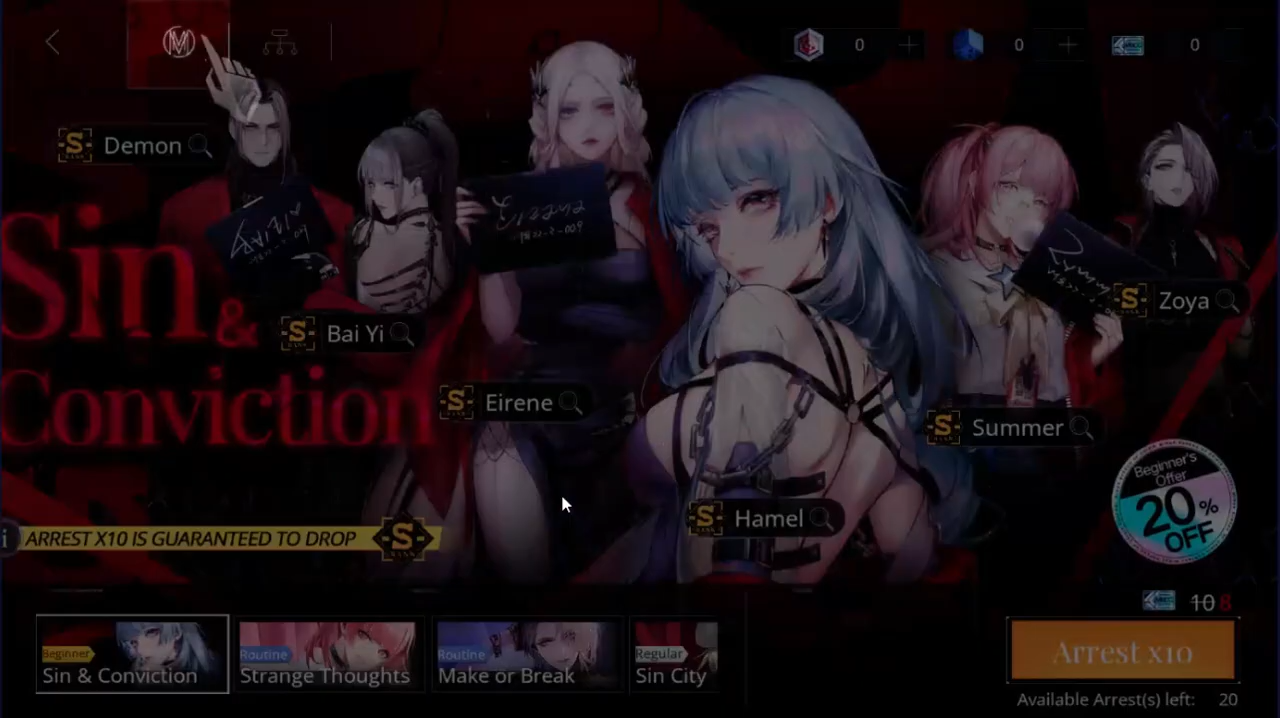 0
0
0
S Demon
Sin
&
Conviction
S Bai Yi
S Eirene
S Hamel
S Summer
S Zoya
Beginner's
Offer
20%
OFF
i ARREST X10 IS GUARANTEED TO DROP S
RANK
Beginner
Sin & Conviction
Routine
Strange Thoughts
Routine
Make or Break
Regular
Sin City
10 8
Arrest x10
Available Arrest(s) left: 20